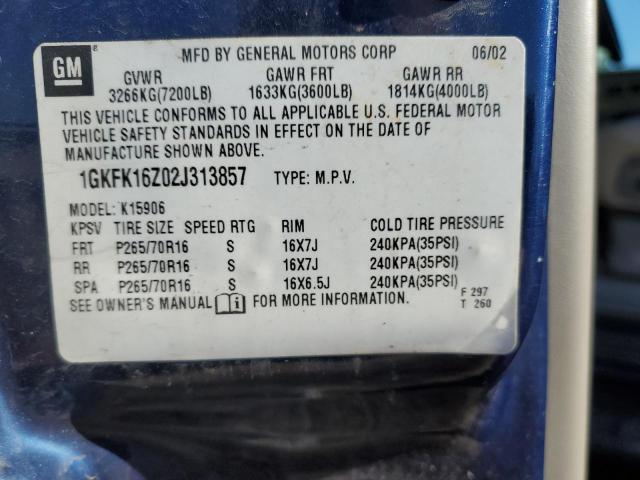 GM
®
MFD BY GENERAL MOTORS CORP 06/02
GVWR GAWR FRT GAWR RR
3266KG(7200LB) 1633KG(3600LB) 1814KG(4000LB)
THIS VEHICLE CONFORMS TO ALL APPLICABLE U.S. FEDERAL MOTOR
VEHICLE SAFETY STANDARDS IN EFFECT ON THE DATE OF
MANUFACTURE SHOWN ABOVE.
1GKFK16Z02J313857 TYPE: M.P.V.
MODEL: K15906
KPSV TIRE SIZE SPEED RTG RIM COLD TIRE PRESSURE
FRT P265/70R16 S 16X7J 240KPA(35PSI)
RR P265/70R16 S 16X7J 240KPA(35PSI)
SPA P265/70R16 S 16X6.5J 240KPA(35PSI)
SEE OWNER'S MANUAL FOR MORE INFORMATION.
F 297
T 260